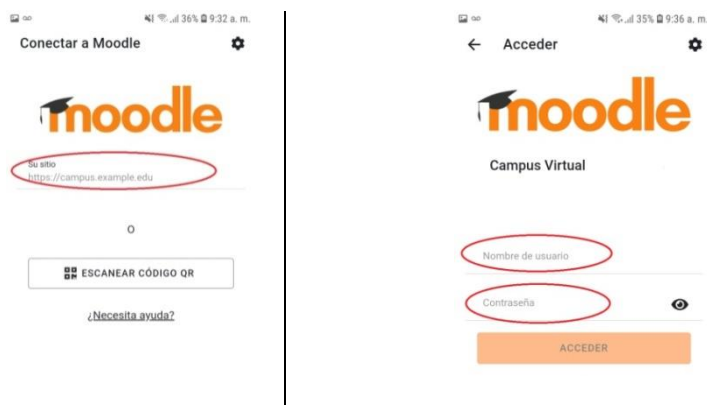 36% 9:32 a. m.
Conectar a Moodle
moodle
Su sitio
https://campus.example.edu
O
ESCANEAR CÓDIGO QR
¿Necesita ayuda?
35% 9:36 a. m.
Acceder
moodle
Campus Virtual
Nombre de usuario
Contraseña
ACCEDER